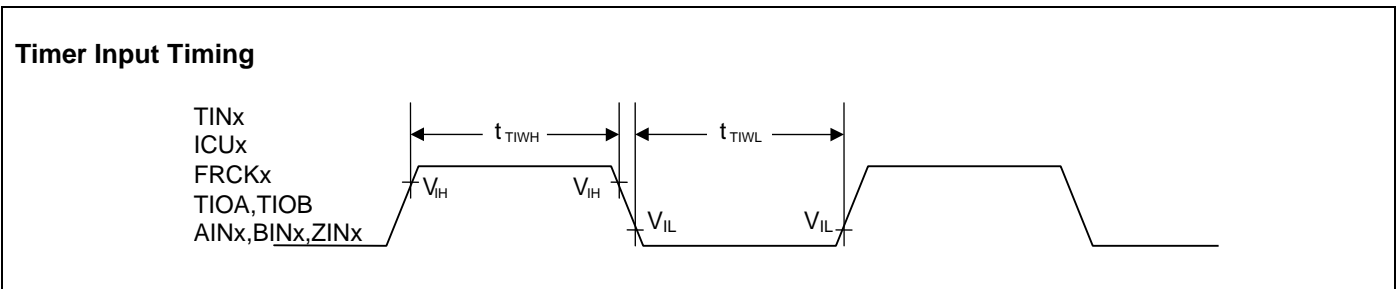 Timer Input Timing
TINx
ICUx
FRCKx
TIOA,TIOB
AINx,BINx,ZINx
tTIWH
tTIWL
VIH
VIH
VIL
VIL